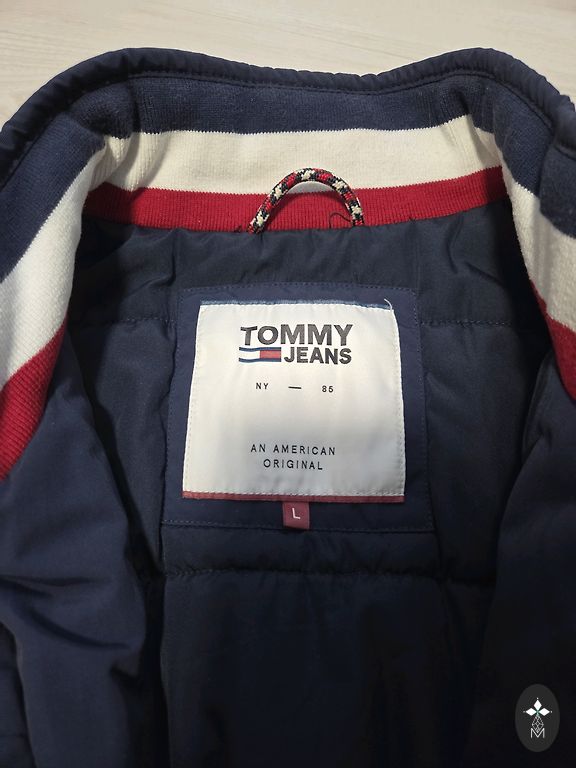 TOMMY
JEANS
NY — 85
AN AMERICAN
ORIGINAL
L
M